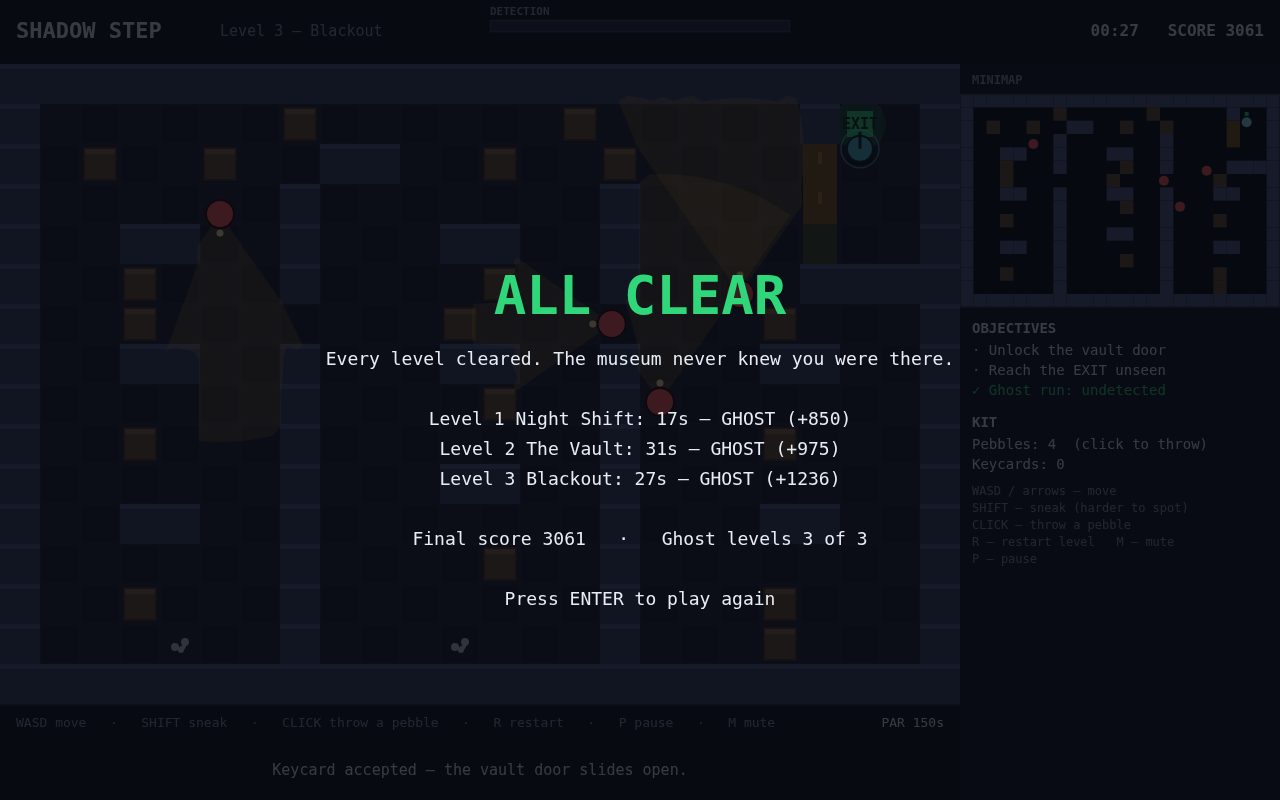 SHADOW STEP
Level 3 — Blackout
DETECTION
00:27 SCORE 3061
MINIMAP
EXIT
ALL CLEAR
Every level cleared. The museum never knew you were there.
Level 1 Night Shift: 17s — GHOST (+850)
Level 2 The Vault: 31s — GHOST (+975)
Level 3 Blackout: 27s — GHOST (+1236)
Final score 3061 · Ghost levels 3 of 3
Press ENTER to play again
OBJECTIVES
· Unlock the vault door
· Reach the EXIT unseen
✓ Ghost run: undetected
KIT
Pebbles: 4 (click to throw)
Keycards: 0
WASD / arrows — move
SHIFT — sneak (harder to spot)
CLICK — throw a pebble
R — restart level M — mute
P — pause
WASD move · SHIFT sneak · CLICK throw a pebble · R restart · P pause · M mute
PAR 150s
Keycard accepted — the vault door slides open.